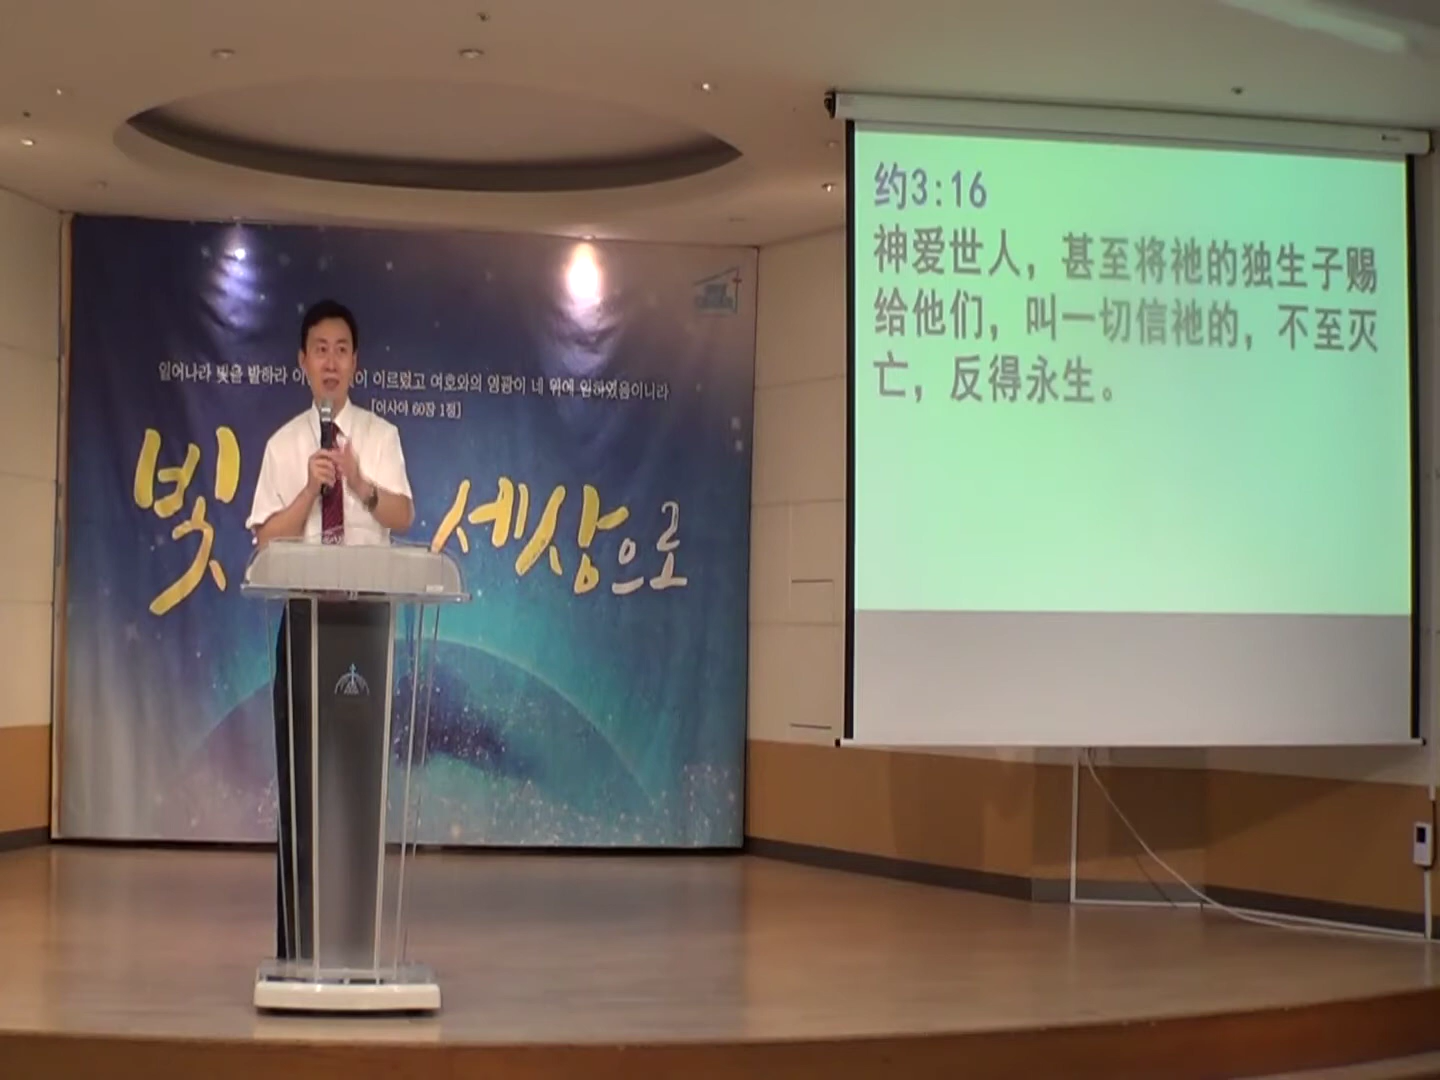 일어나라 빛을 발하라 이 이 이르렀고 여호와의 영광이 네 위에 임하였음이니라
[이사야 60장 1절]
빛
세상으로
约3:16
神爱世人，甚至将祂的独生子赐
给他们，叫一切信祂的，不至灭
亡，反得永生。